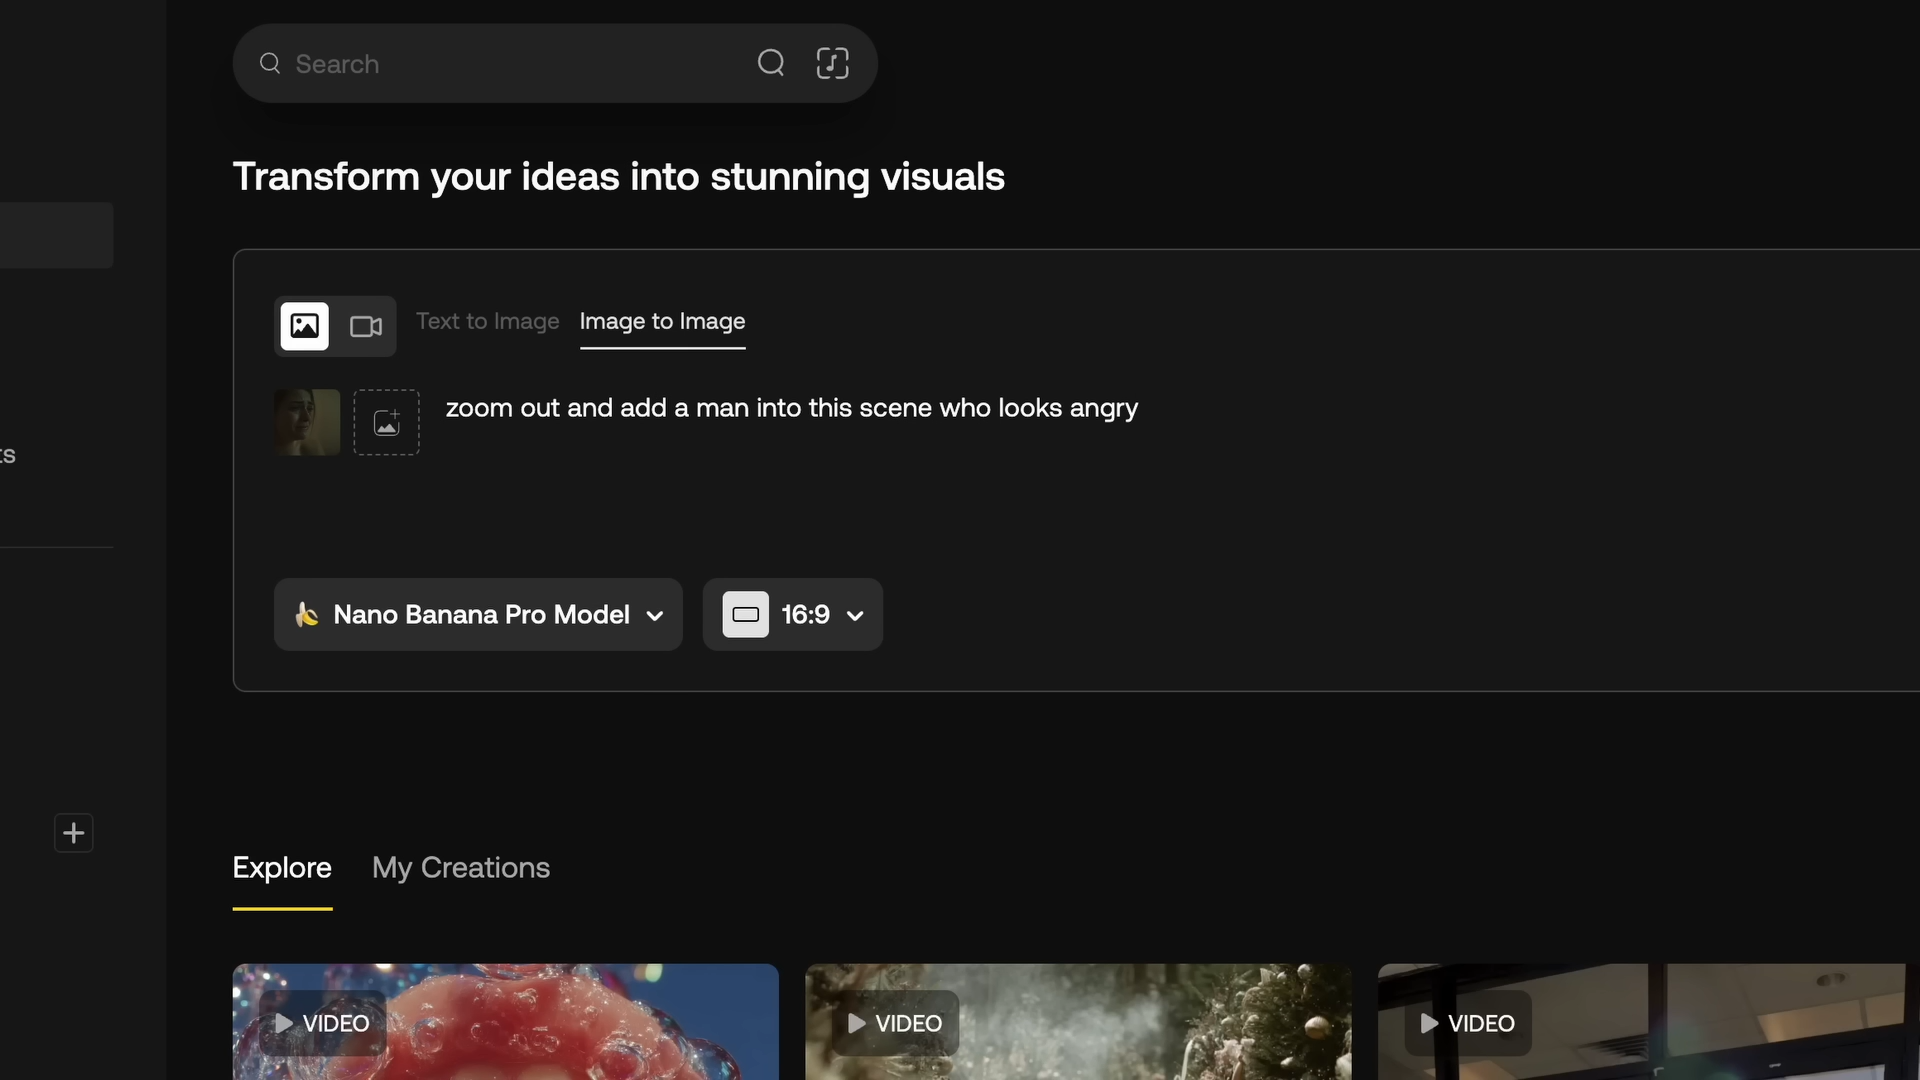 Search
Transform your ideas into stunning visuals
Text to Image
Image to Image
zoom out and add a man into this scene who looks angry
ts
Nano Banana Pro Model
16:9
Explore
My Creations
VIDEO
VIDEO
VIDEO